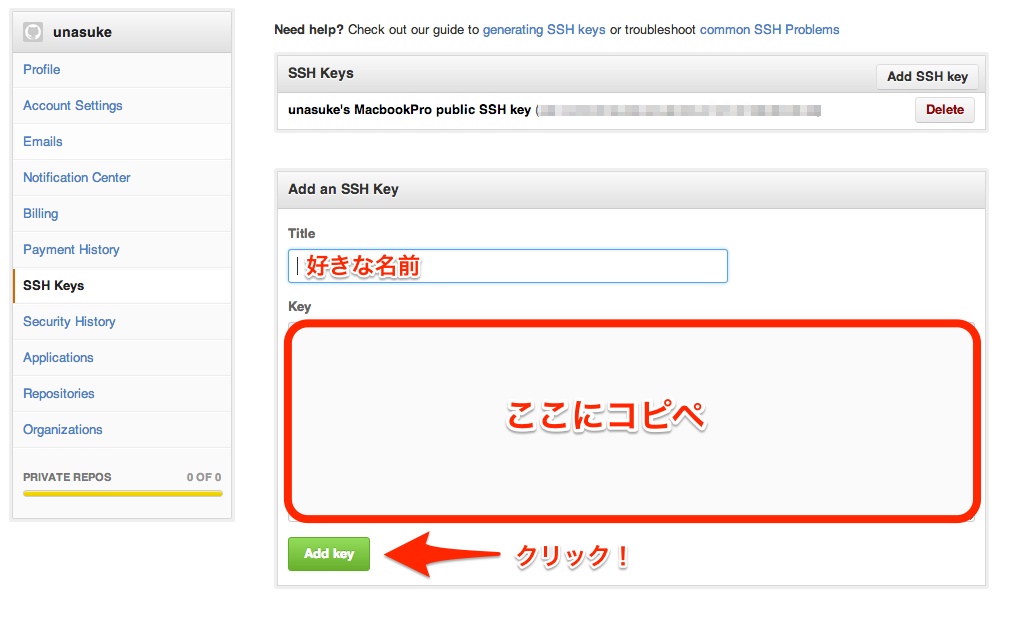 unasuke
Profile
Account Settings
Emails
Notification Center
Billing
Payment History
SSH Keys
Security History
Applications
Repositories
Organizations
PRIVATE REPOS 0 OF 0
Need help? Check out our guide to generating SSH keys or troubleshoot common SSH Problems
SSH Keys
Add SSH key
unasuke's MacbookPro public SSH key (
Delete
Add an SSH Key
Title
好きな名前
Key
ここにコピペ
Add key
クリック！